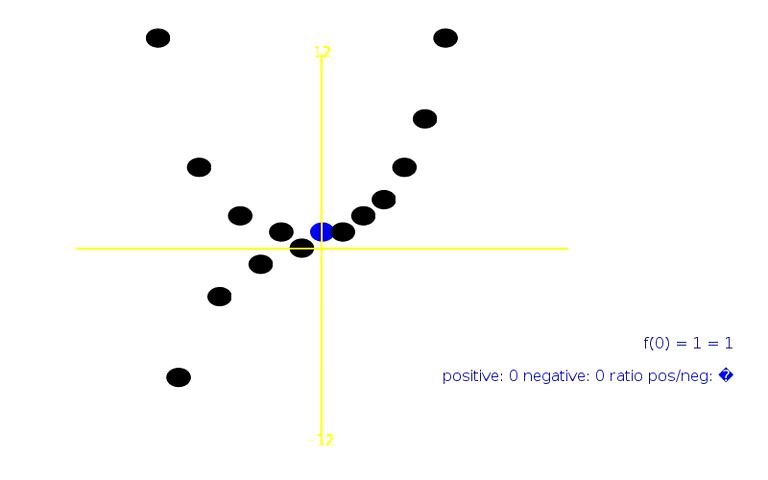 12
-12
f(0) = 1 = 1
positive: 0 negative: 0 ratio pos/neg: �